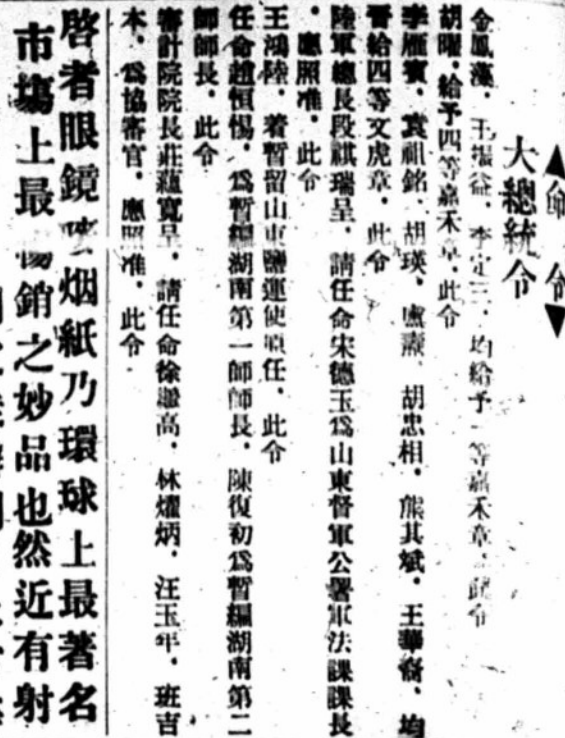 ▲命令▼
大總統令
金鳳藻．王振益．李定三．均給予一等嘉禾章．此令
胡曜．給予四等嘉禾章．此令
李雁賓．袁祖銘．胡瑛．盧燾．胡忠相．熊其斌．王華裔．均
晉給四等文虎章．此令
陸軍總長段祺瑞呈．請任命宋德玉爲山東督軍公署軍法課課長
．應照准．此令
王鴻陸．着暫留山東鹽運使原任．此令
任命趙恒惕．爲暫編湖南第一師師長．陳復初爲暫編湖南第二
師師長．此令
審計院院長莊蘊寬呈．請任命徐繼高．林燿炳．汪玉年．班吉
本．爲協審官．應照准．此令
啓者眼鏡 烟紙乃環球上最著名
市塲上最暢銷之妙品也然近有射